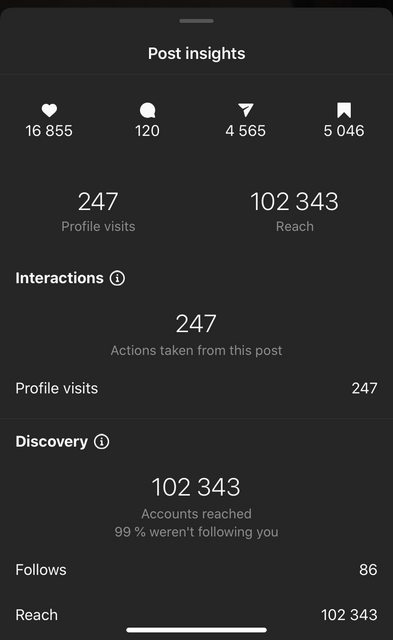 Post insights
16 855 120 4 565 5 046
247 102 343
Profile visits Reach
Interactions
247
Actions taken from this post
Profile visits 247
Discovery
102 343
Accounts reached
99 % weren't following you
Follows 86
Reach 102 343